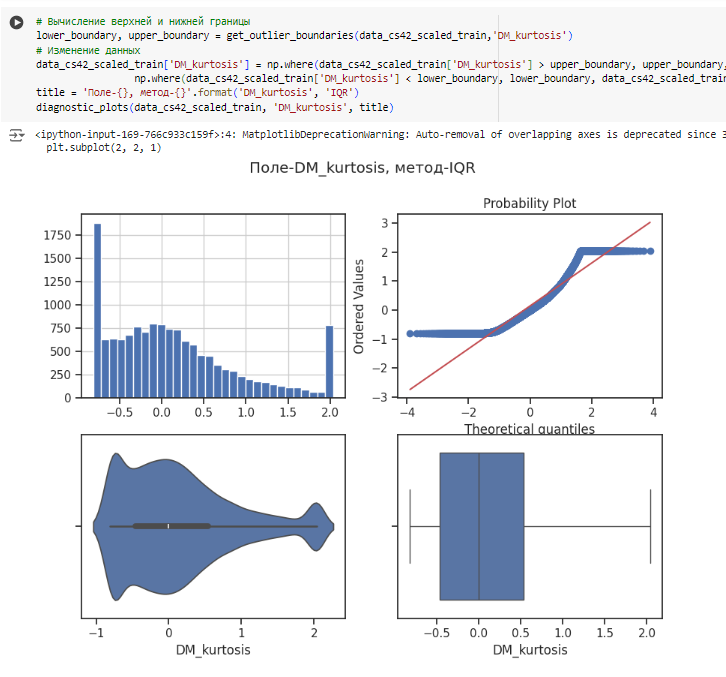 # Вычисление верхней и нижней границы
lower_boundary, upper_boundary = get_outlier_boundaries(data_cs42_scaled_train,'DM_kurtosis')
# Изменение данных
data_cs42_scaled_train['DM_kurtosis'] = np.where(data_cs42_scaled_train['DM_kurtosis'] > upper_boundary, upper_boundary,
np.where(data_cs42_scaled_train['DM_kurtosis'] < lower_boundary, lower_boundary, data_cs42_scaled_train
title = 'Поле-{}, метод-{}'.format('DM_kurtosis', 'IQR')
diagnostic_plots(data_cs42_scaled_train, 'DM_kurtosis', title)
<ipython-input-169-766c933c159f>:4: MatplotlibDeprecationWarning: Auto-removal of overlapping axes is deprecated since 3
plt.subplot(2, 2, 1)
Поле-DM_kurtosis, метод-IQR
1750
1500
1250
1000
750
500
250
0
−0.5 0.0 0.5 1.0 1.5 2.0
Probability Plot
Ordered Values
3
2
1
0
−1
−2
−3
−4 −2 0 2 4
Theoretical quantiles
−1 0 1 2
DM_kurtosis
−0.5 0.0 0.5 1.0 1.5 2.0
DM_kurtosis